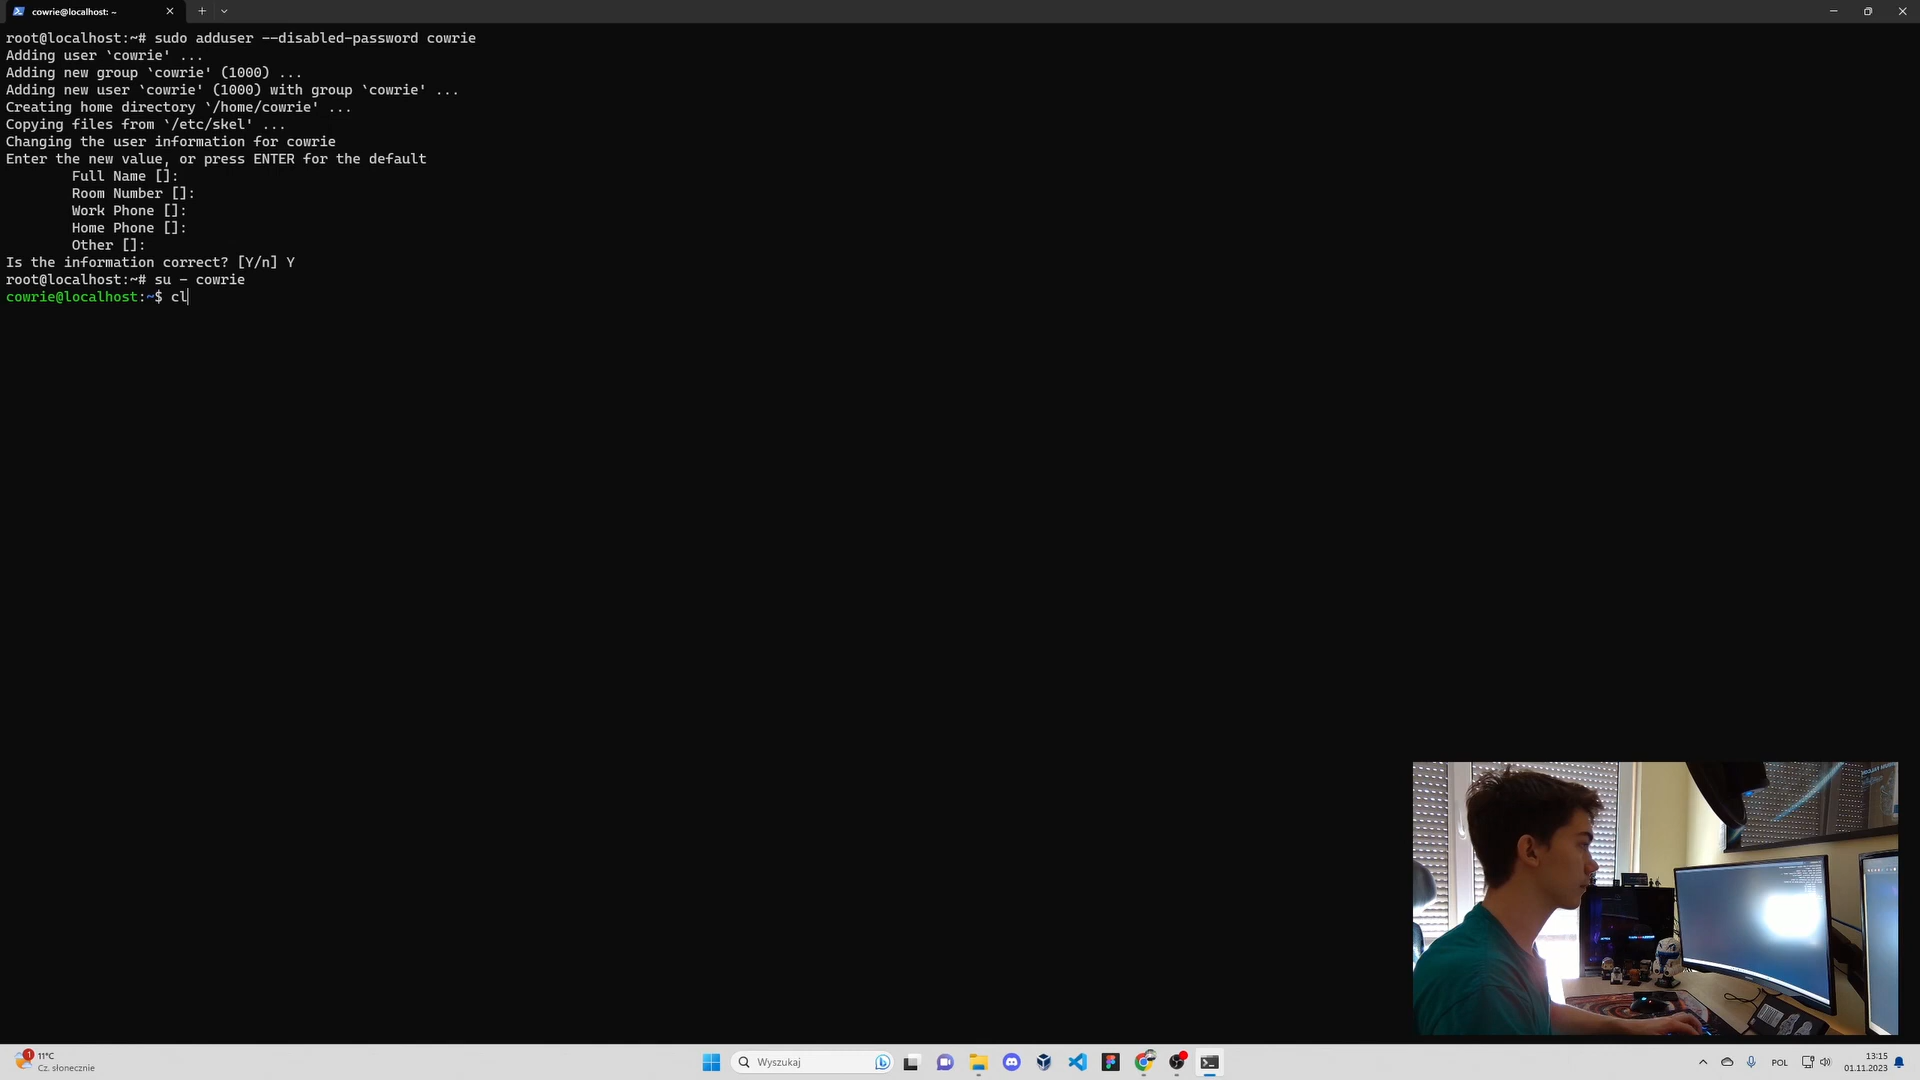 cowrie@localhost: ~
root@localhost:~# sudo adduser --disabled-password cowrie
Adding user `cowrie' ...
Adding new group `cowrie' (1000) ...
Adding new user `cowrie' (1000) with group `cowrie' ...
Creating home directory `/home/cowrie' ...
Copying files from `/etc/skel' ...
Changing the user information for cowrie
Enter the new value, or press ENTER for the default
Full Name []:
Room Number []:
Work Phone []:
Home Phone []:
Other []:
Is the information correct? [Y/n] Y
root@localhost:~# su - cowrie
cowrie@localhost:~$ cl
1
11°C
Cz. słonecznie
Wyszukaj
POL
13:15
01.11.2023